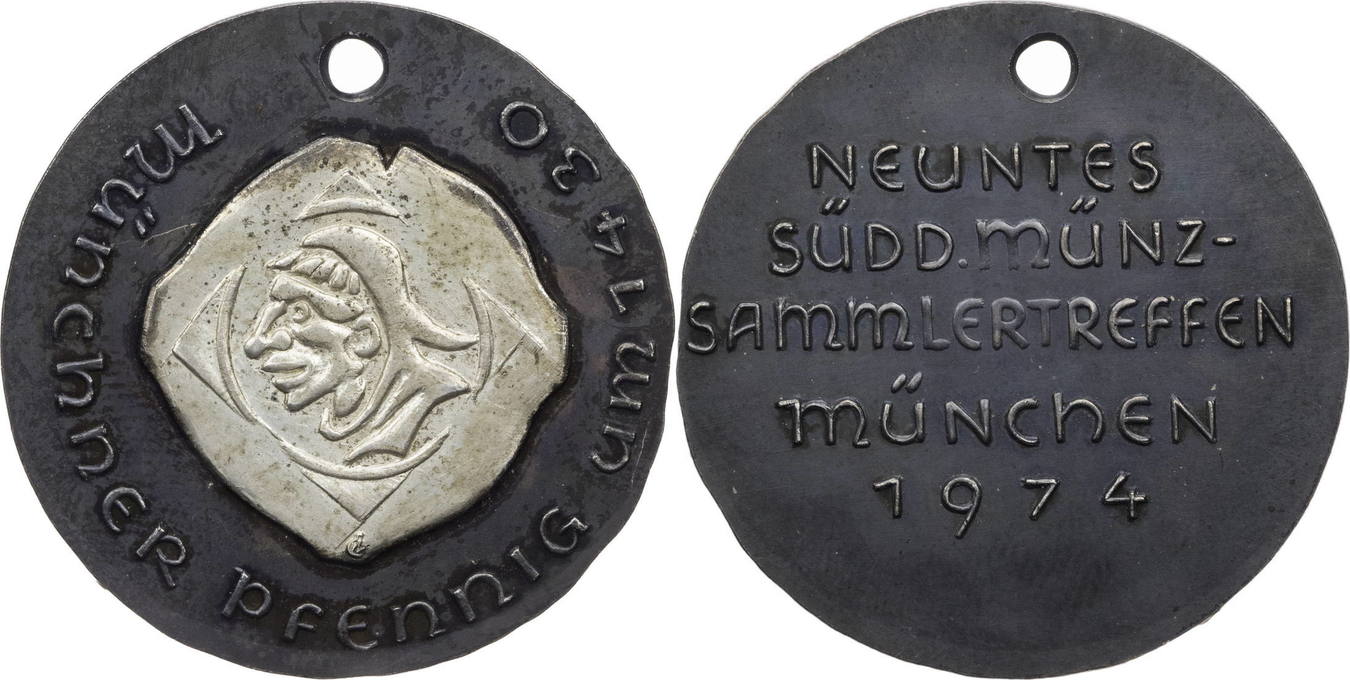 MÜNCHNER PFENNIG UM 1430
NEUNTES
SÜDD. MÜNZ-
SAMMLERTREFFEN
MÜNCHEN
1974